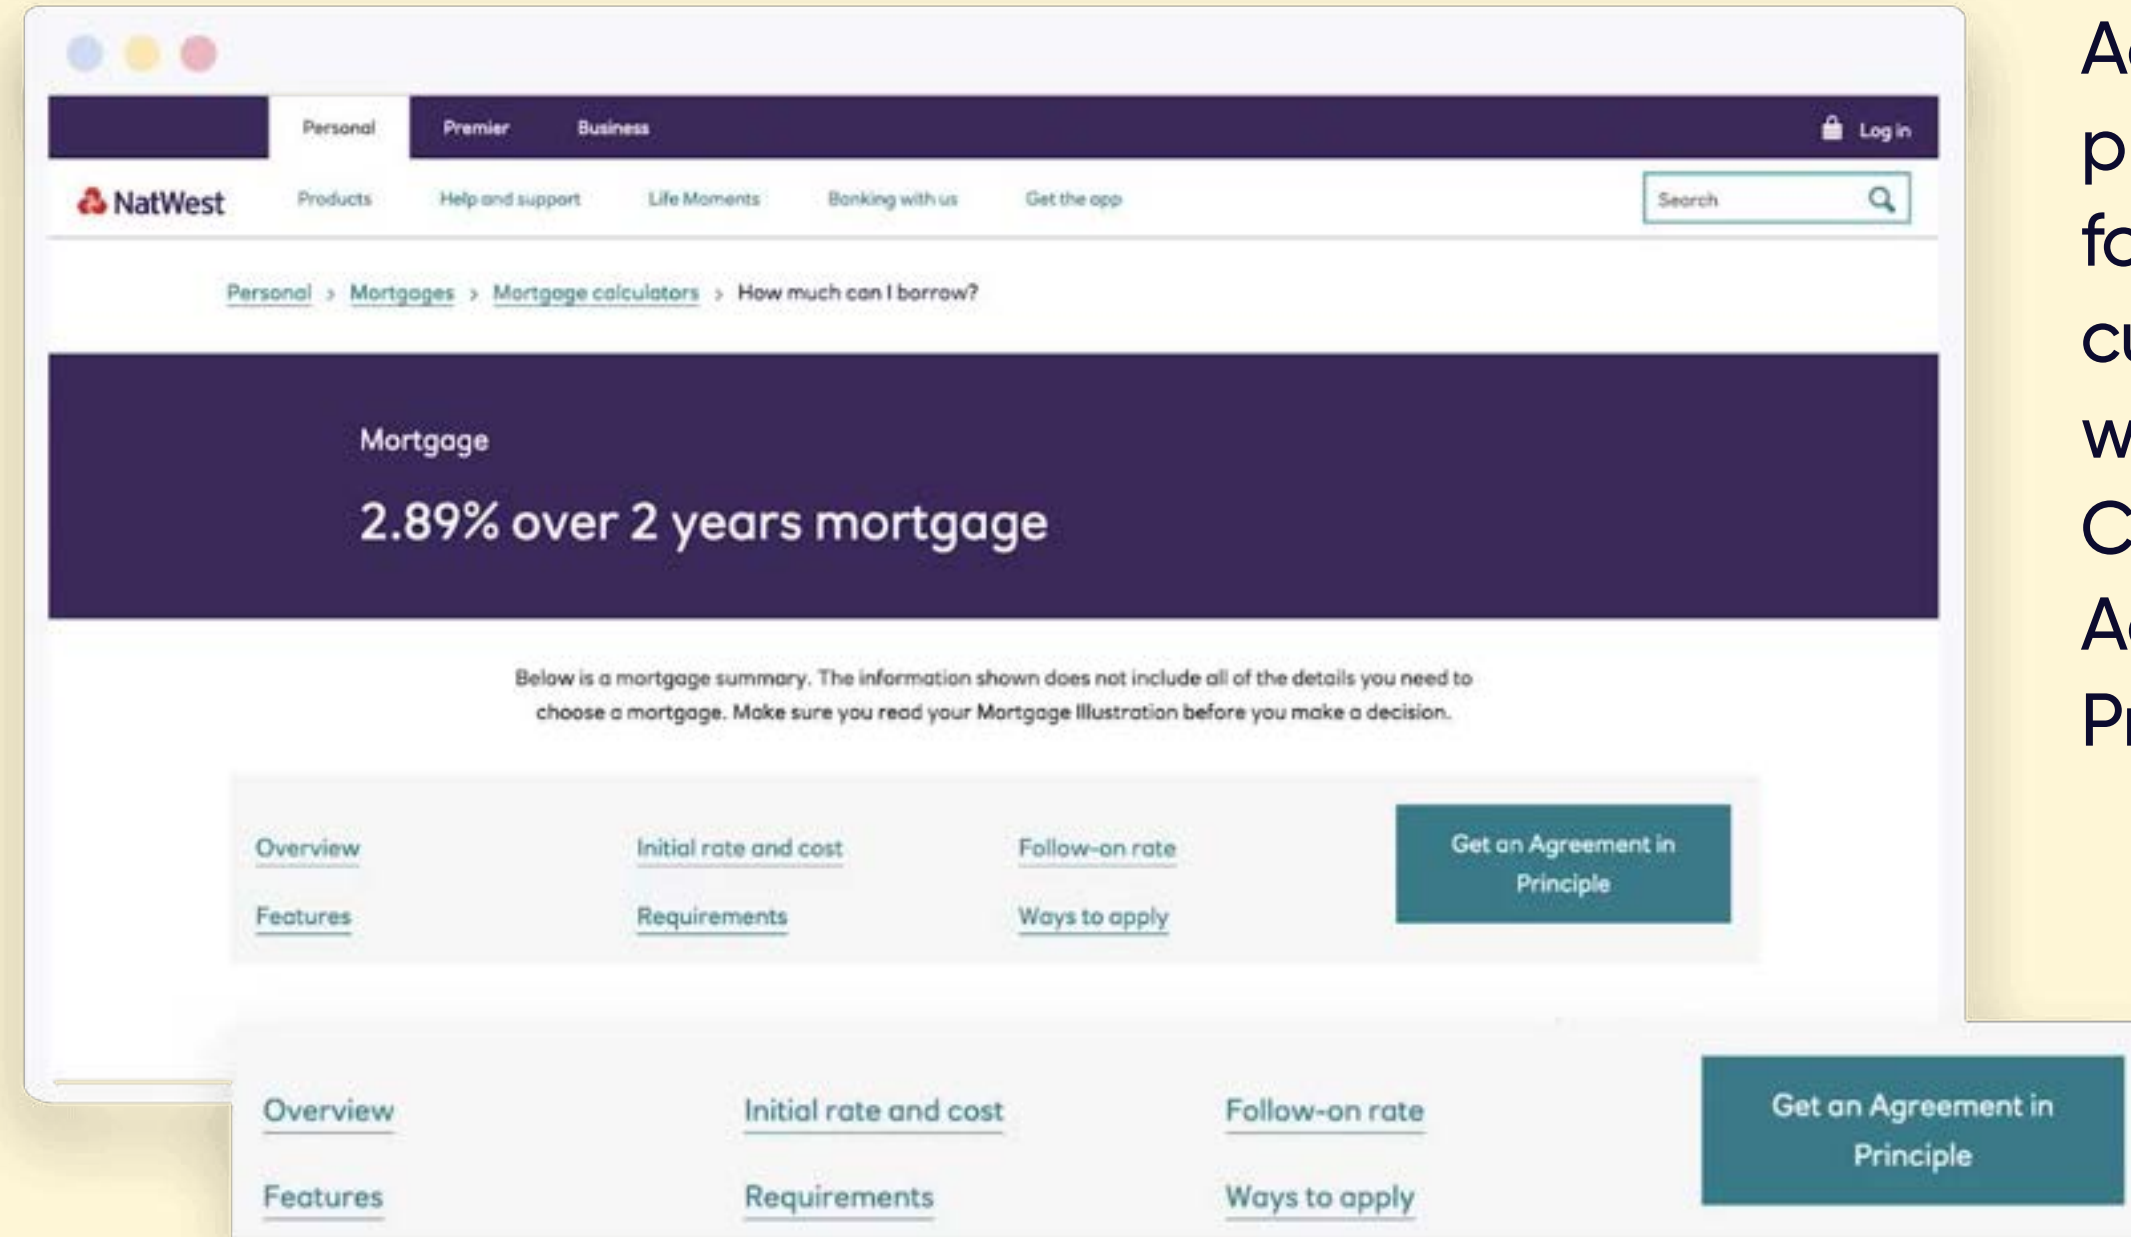 Personal Premier Business Log in
NatWest Products Help and support Life Moments Banking with us Get the app Search
Personal > Mortgages > Mortgage calculators > How much can I borrow?
Mortgage
2.89% over 2 years mortgage
Below is a mortgage summary. The information shown does not include all of the details you need to
choose a mortgage. Make sure you read your Mortgage Illustration before you make a decision.
Overview Initial rate and cost Follow-on rate Get an Agreement in
Principle
Features Requirements Ways to apply
Overview Initial rate and cost Follow-on rate Get an Agreement in
Principle
Features Requirements Ways to apply